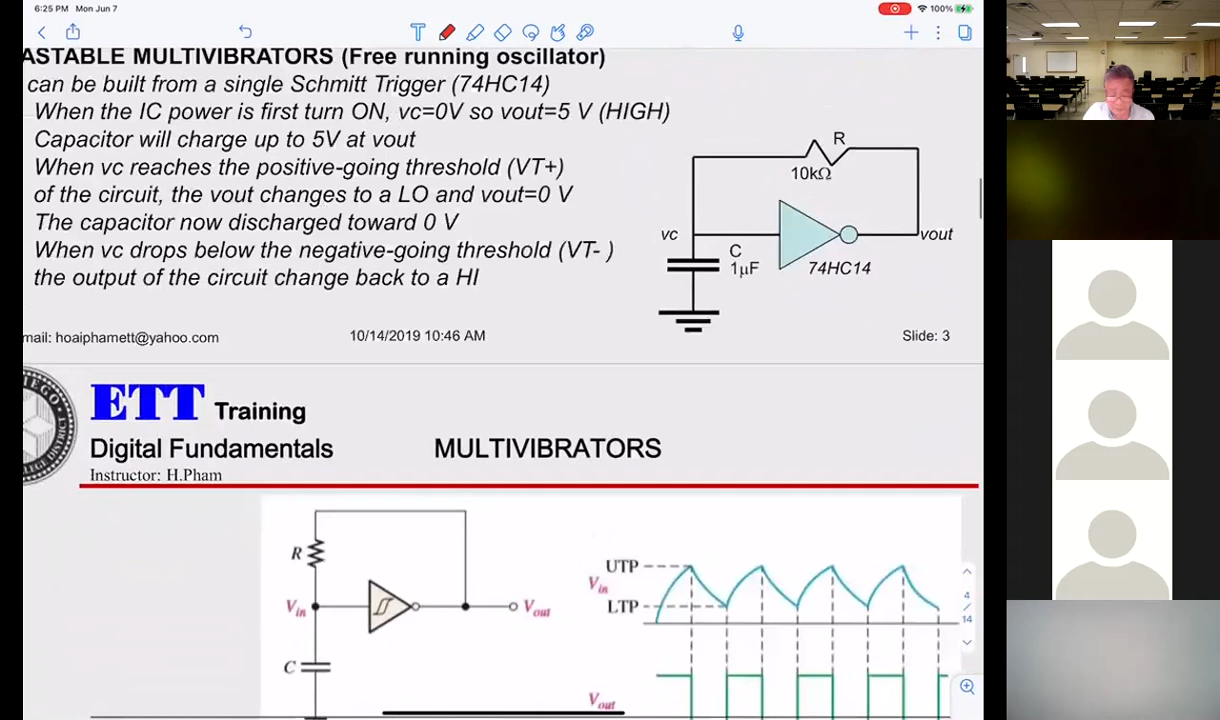 6:25 PM Mon Jun 7
100%
ASTABLE MULTIVIBRATORS (Free running oscillator)
can be built from a single Schmitt Trigger (74HC14)
When the IC power is first turn ON, vc=0V so vout=5 V (HIGH)
Capacitor will charge up to 5V at vout
When vc reaches the positive-going threshold (VT+)
of the circuit, the vout changes to a LO and vout=0 V
The capacitor now discharged toward 0 V
When vc drops below the negative-going threshold (VT- )
the output of the circuit change back to a HI
R
10kΩ
vc
vout
C
1µF
74HC14
mail: hoaiphamett@yahoo.com
10/14/2019 10:46 AM
Slide: 3
ETT Training
Digital Fundamentals
MULTIVIBRATORS
Instructor: H.Pham
R
Vin
Vout
C
UTP
Vin
LTP
Vout
4
/
14